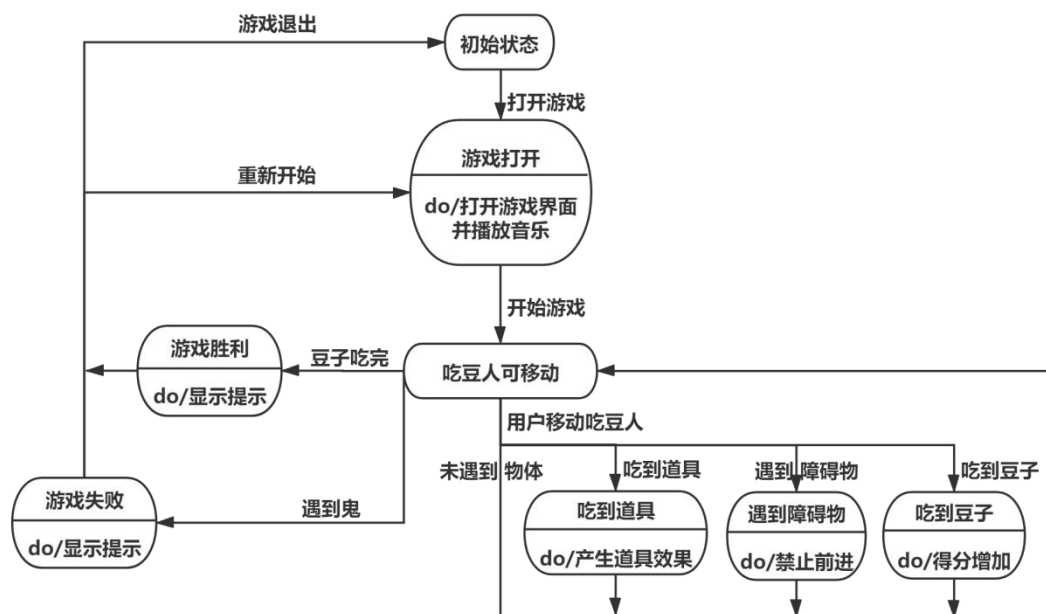 游戏退出
初始状态
打开游戏
游戏打开
do/打开游戏界面
并播放音乐
重新开始
开始游戏
游戏胜利
do/显示提示
豆子吃完
吃豆人可移动
用户移动吃豆人
未遇到 物体
吃到道具
遇到障碍物
吃到豆子
游戏失败
do/显示提示
遇到鬼
吃到道具
do/产生道具效果
遇到障碍物
do/禁止前进
吃到豆子
do/得分增加